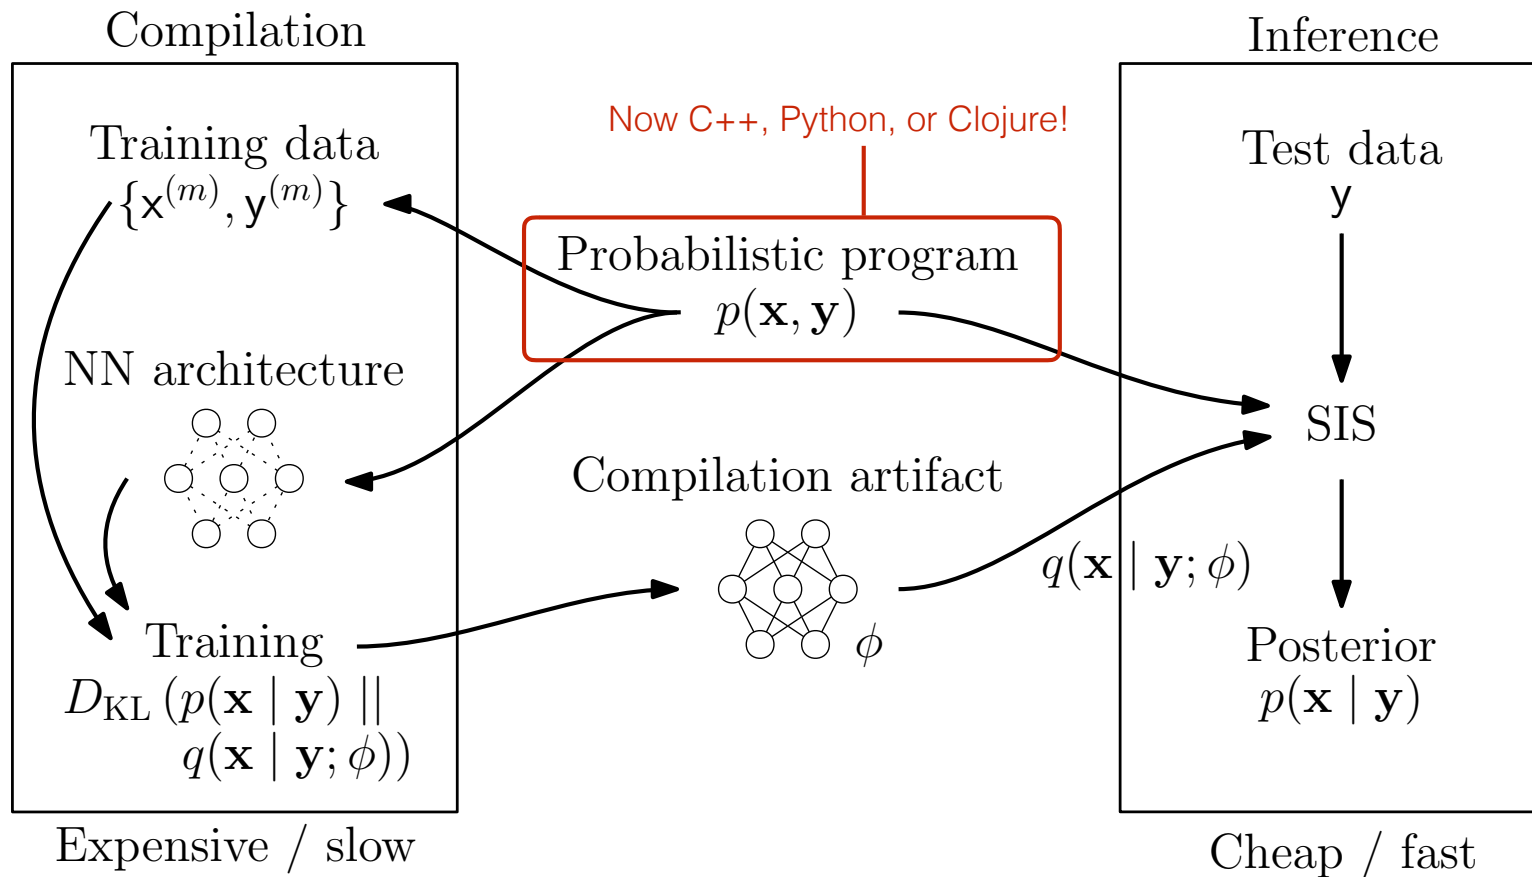 Compilation
Training data
{x^(m), y^(m)}
NN architecture
Training
D_KL (p(x | y) ||
q(x | y; ϕ))
Expensive / slow
Now C++, Python, or Clojure!
Probabilistic program
p(x, y)
Compilation artifact
ϕ
q(x | y; ϕ)
Inference
Test data
y
SIS
Posterior
p(x | y)
Cheap / fast